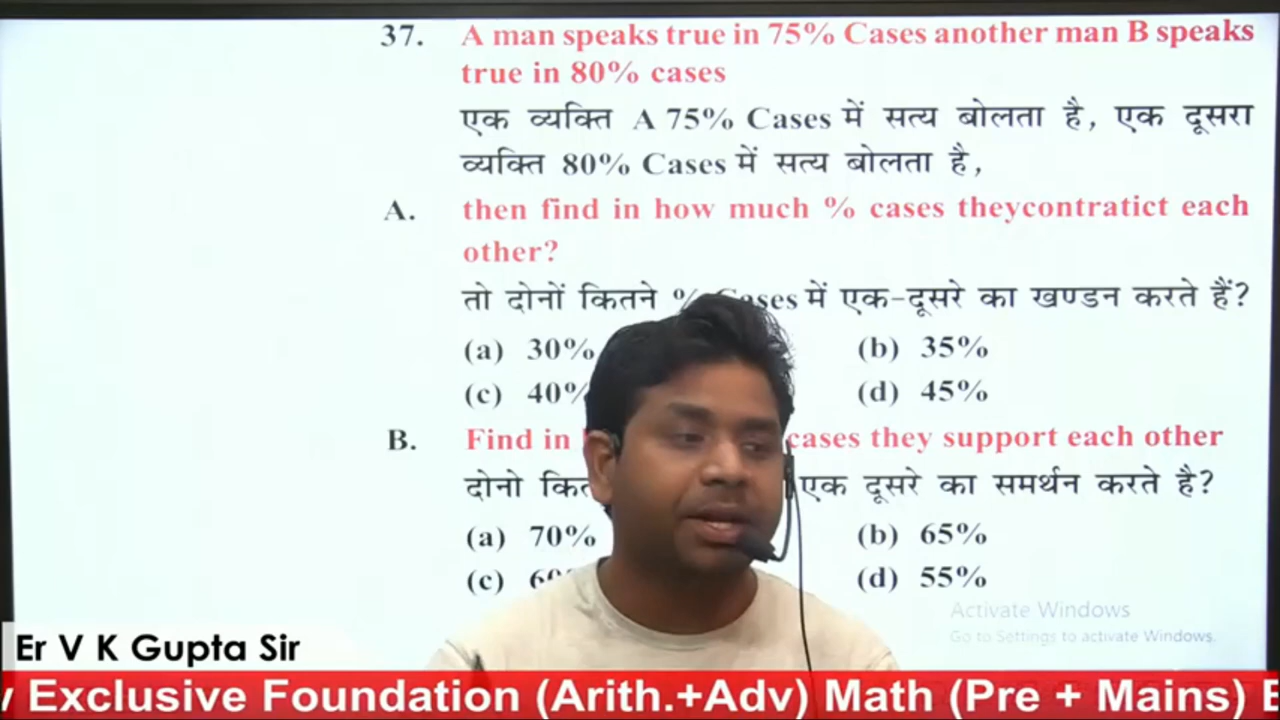 37. A man speaks true in 75% Cases another man B speaks
true in 80% cases
एक व्यक्ति A 75% Cases में सत्य बोलता है, एक दूसरा
व्यक्ति 80% Cases में सत्य बोलता है,
A. then find in how much % cases theycontratict each
other?
तो दोनों कितने % Cases में एक-दूसरे का खण्डन करते हैं?
(a) 30% (b) 35%
(c) 40% (d) 45%
B. Find in cases they support each other
दोनो एक दूसरे का समर्थन करते है?
(a) 70% (b) 65%
(c) (d) 55%
Activate Windows
Go to Settings to activate Windows.
Er V K Gupta Sir
Exclusive Foundation (Arith.+Adv) Math (Pre + Mains)